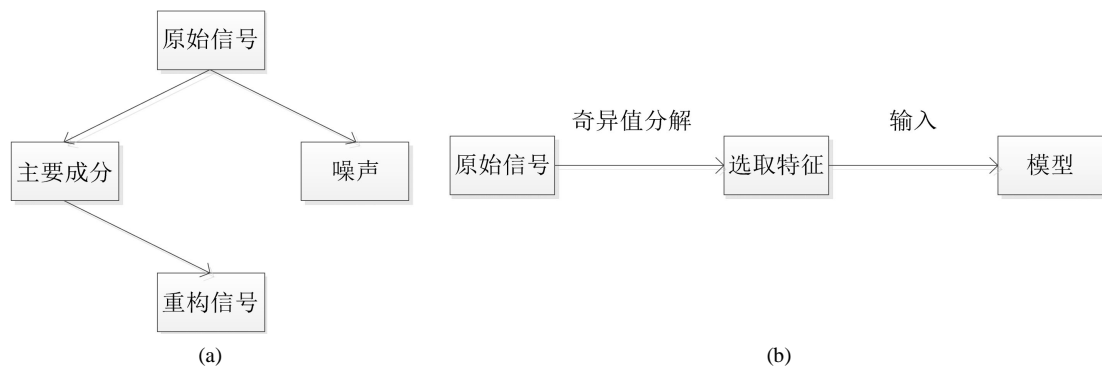 原始信号
主要成分
噪声
重构信号
(a)
奇异值分解
输入
原始信号
选取特征
模型
(b)